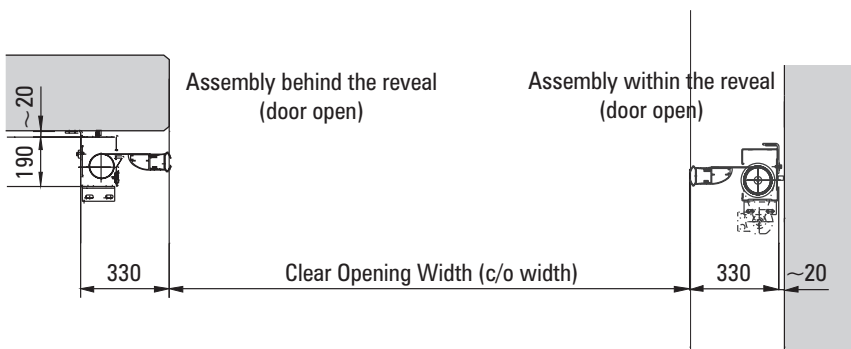 Assembly behind the reveal
(door open)
Assembly within the reveal
(door open)
~20
190
330
Clear Opening Width (c/o width)
330
~20